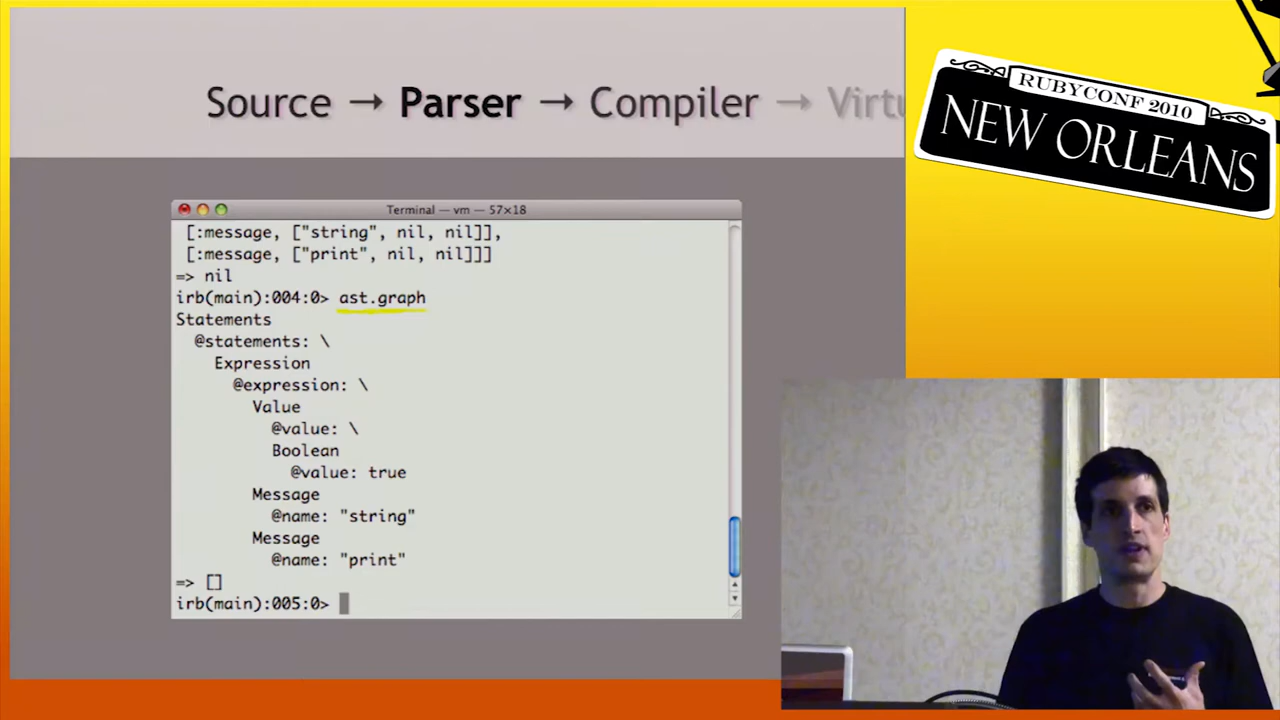 Source → Parser → Compiler → Virtu
RUBYCONF 2010
NEW ORLEANS
Terminal — vm — 57×18
[:message, ["string", nil, nil]],
[:message, ["print", nil, nil]]]
=> nil
irb(main):004:0> ast.graph
Statements
@statements: \
Expression
@expression: \
Value
@value: \
Boolean
@value: true
Message
@name: "string"
Message
@name: "print"
=> []
irb(main):005:0>